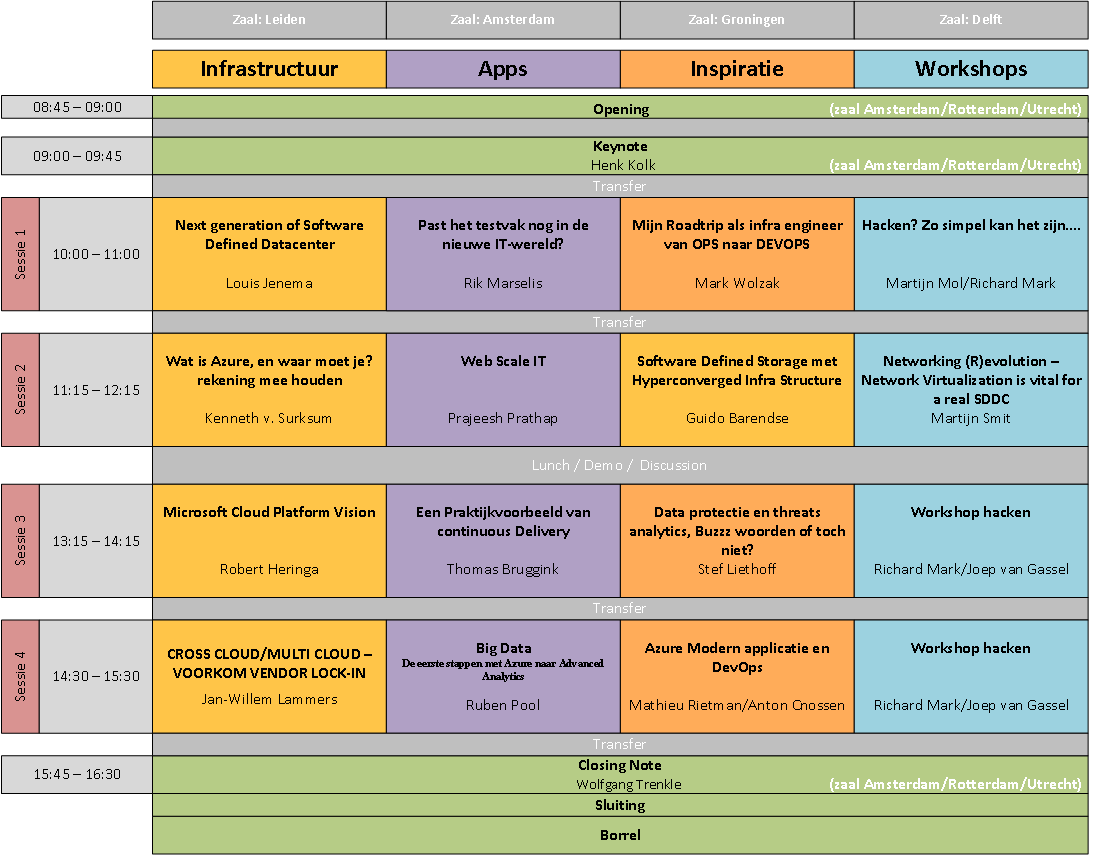 Zaal: Leiden
Zaal: Amsterdam
Zaal: Groningen
Zaal: Delft
Infrastructuur
Apps
Inspiratie
Workshops
08:45 – 09:00
Opening
(zaal Amsterdam/Rotterdam/Utrecht)
09:00 – 09:45
Keynote
Henk Kolk
(zaal Amsterdam/Rotterdam/Utrecht)
Transfer
Sessie 1
10:00 – 11:00
Next generation of Software
Defined Datacenter
Louis Jenema
Past het testvak nog in de
nieuwe IT-wereld?
Rik Marselis
Mijn Roadtrip als infra engineer
van OPS naar DEVOPS
Mark Wolzak
Hacken? Zo simpel kan het zijn....
Martijn Mol/Richard Mark
Transfer
Sessie 2
11:15 – 12:15
Wat is Azure, en waar moet je?
rekening mee houden
Kenneth v. Surksum
Web Scale IT
Prajeesh Prathap
Software Defined Storage met
Hyperconverged Infra Structure
Guido Barendse
Networking (R)evolution –
Network Virtualization is vital for
a real SDDC
Martijn Smit
Lunch / Demo / Discussion
Sessie 3
13:15 – 14:15
Microsoft Cloud Platform Vision
Robert Heringa
Een Praktijkvoorbeeld van
continuous Delivery
Thomas Bruggink
Data protectie en threats
analytics, Buzzz woorden of toch
niet?
Stef Liethoff
Workshop hacken
Richard Mark/Joep van Gassel
Transfer
Sessie 4
14:30 – 15:30
CROSS CLOUD/MULTI CLOUD –
VOORKOM VENDOR LOCK-IN
Jan-Willem Lammers
Big Data
De eerste stappen met Azure naar Advanced
Analytics
Ruben Pool
Azure Modern applicatie en
DevOps
Mathieu Rietman/Anton Cnossen
Workshop hacken
Richard Mark/Joep van Gassel
Transfer
15:45 – 16:30
Closing Note
Wolfgang Trenkle
(zaal Amsterdam/Rotterdam/Utrecht)
Sluiting
Borrel